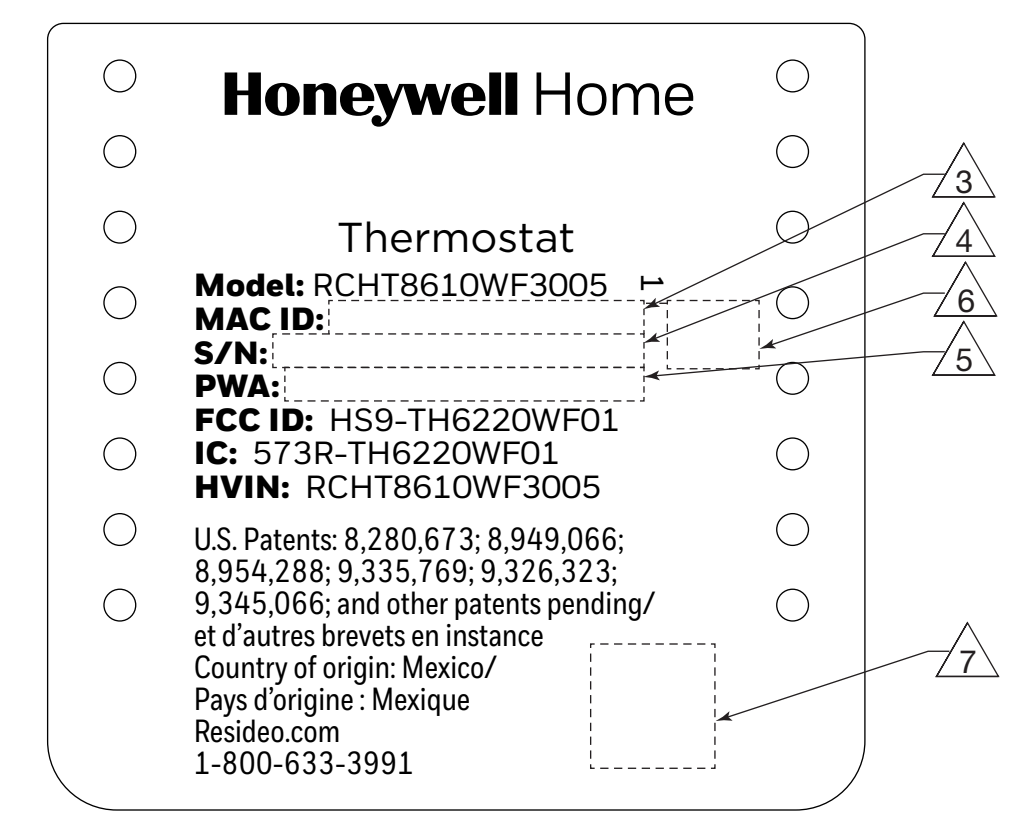 Honeywell Home
Thermostat
Model: RCHT8610WF3005
1
MAC ID:
S/N:
PWA:
FCC ID: HS9-TH6220WF01
IC: 573R-TH6220WF01
HVIN: RCHT8610WF3005
U.S. Patents: 8,280,673; 8,949,066;
8,954,288; 9,335,769; 9,326,323;
9,345,066; and other patents pending/
et d'autres brevets en instance
Country of origin: Mexico/
Pays d'origine : Mexique
Resideo.com
1-800-633-3991
3
4
6
5
7